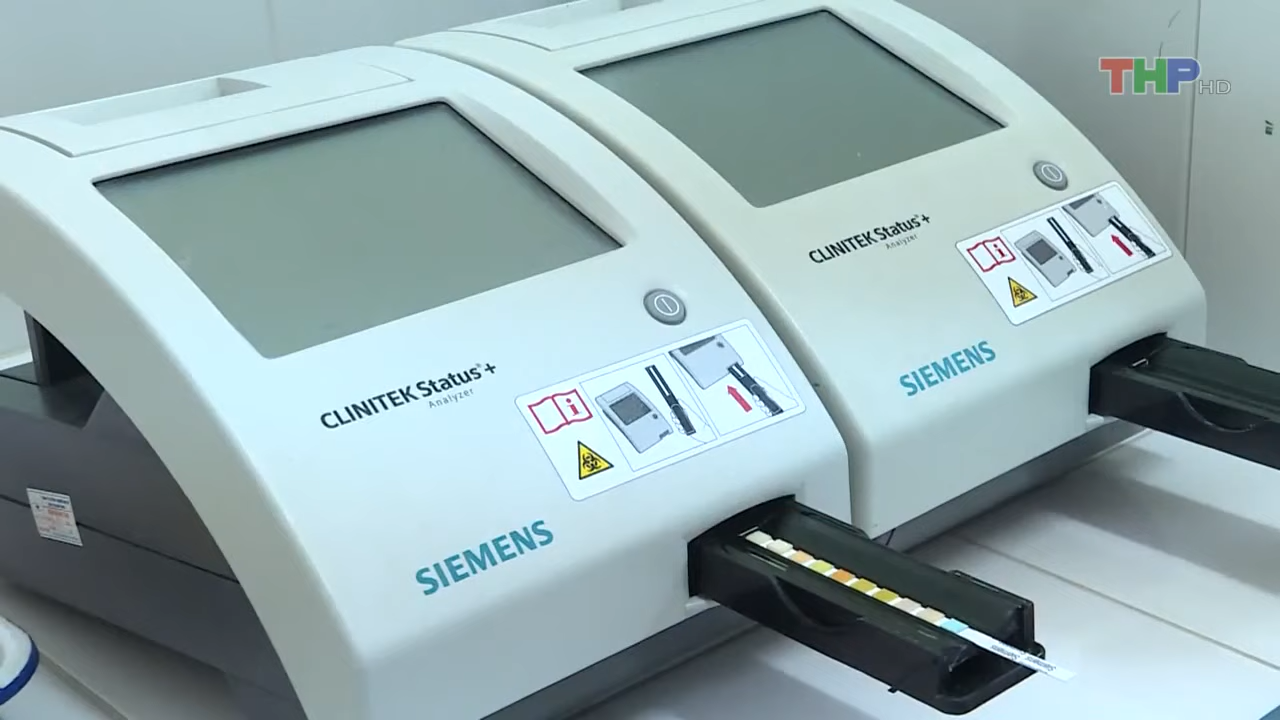 THP HD
CLINITEK Status®+
Analyzer
SIEMENS
CLINITEK Status®+
Analyzer
SIEMENS